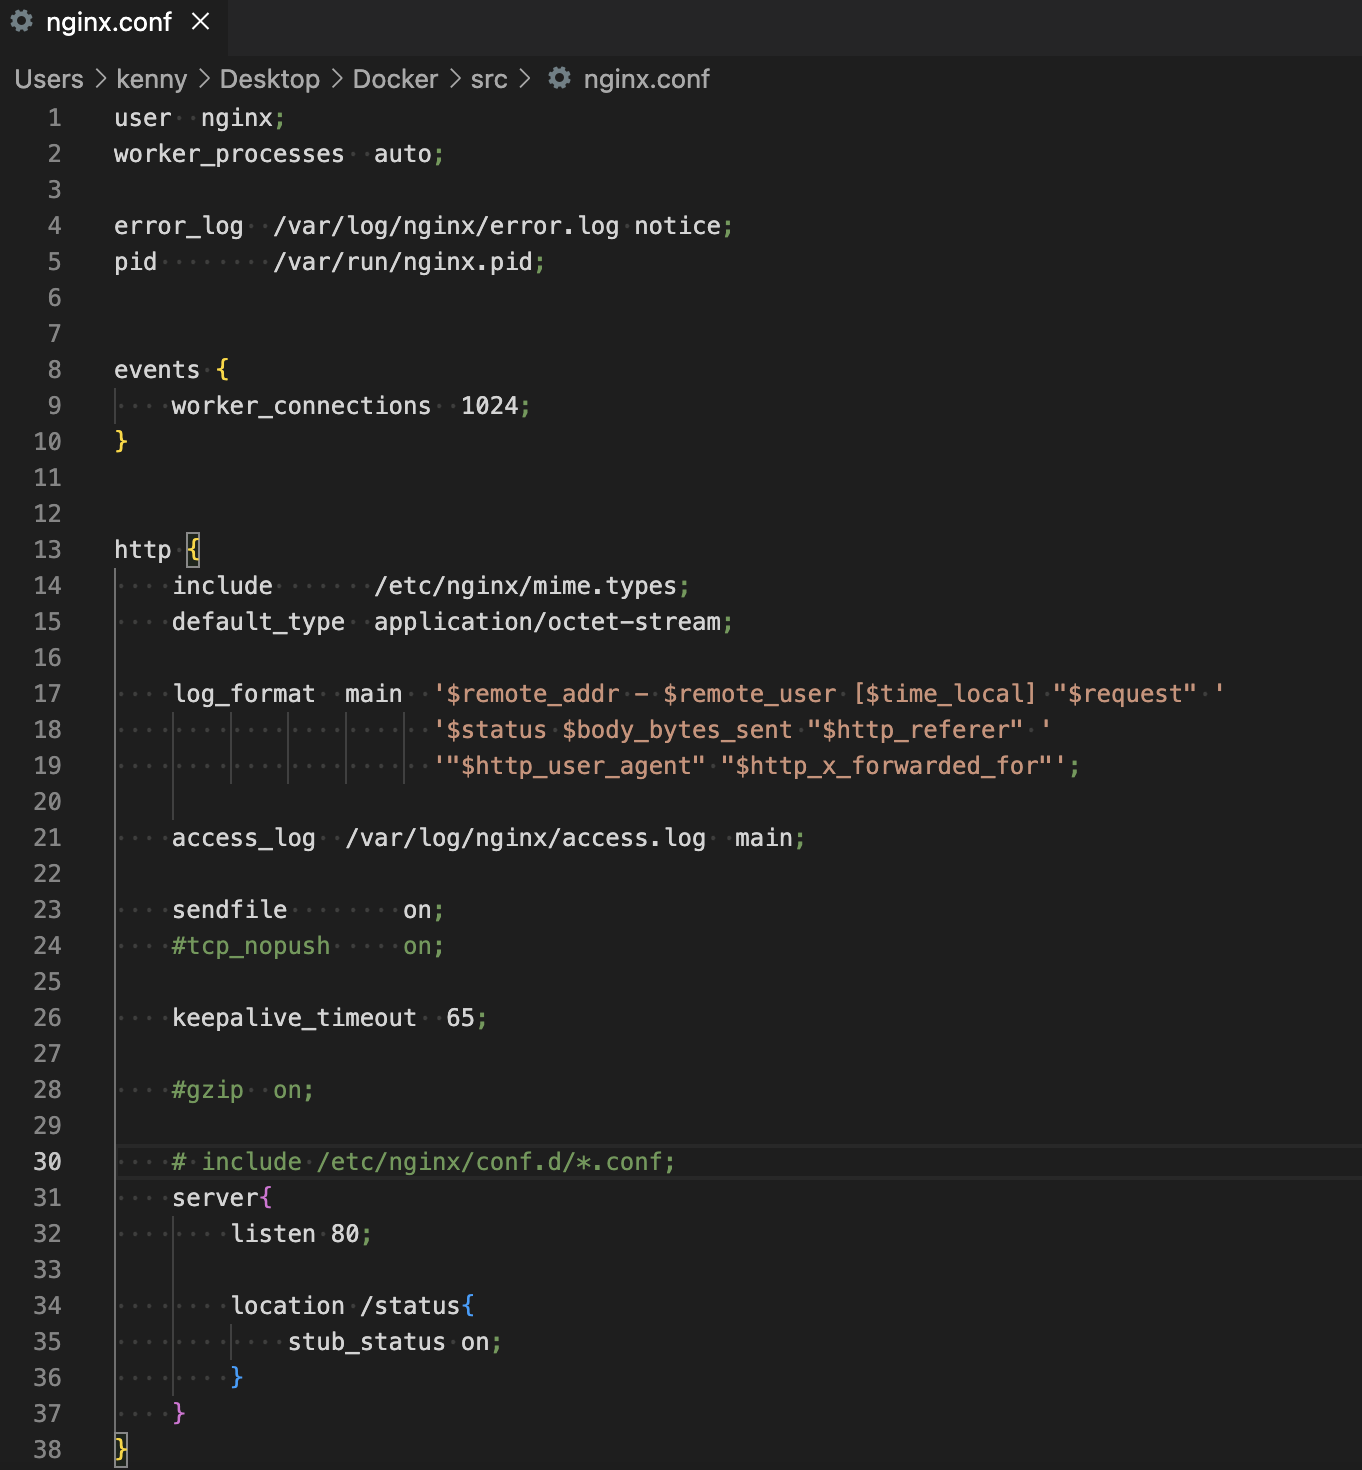 nginx.conf ×
Users > kenny > Desktop > Docker > src > nginx.conf
1 user  nginx;
2 worker_processes  auto;
3
4 error_log  /var/log/nginx/error.log notice;
5 pid        /var/run/nginx.pid;
6
7
8 events {
9     worker_connections  1024;
10 }
11
12
13 http {
14     include       /etc/nginx/mime.types;
15     default_type  application/octet-stream;
16
17     log_format  main  '$remote_addr - $remote_user [$time_local] "$request" '
18                       '$status $body_bytes_sent "$http_referer" '
19                       '"$http_user_agent" "$http_x_forwarded_for"';
20
21     access_log  /var/log/nginx/access.log  main;
22
23     sendfile        on;
24     #tcp_nopush     on;
25
26     keepalive_timeout  65;
27
28     #gzip  on;
29
30     # include /etc/nginx/conf.d/*.conf;
31     server{
32         listen 80;
33
34         location /status{
35             stub_status on;
36         }
37     }
38 }